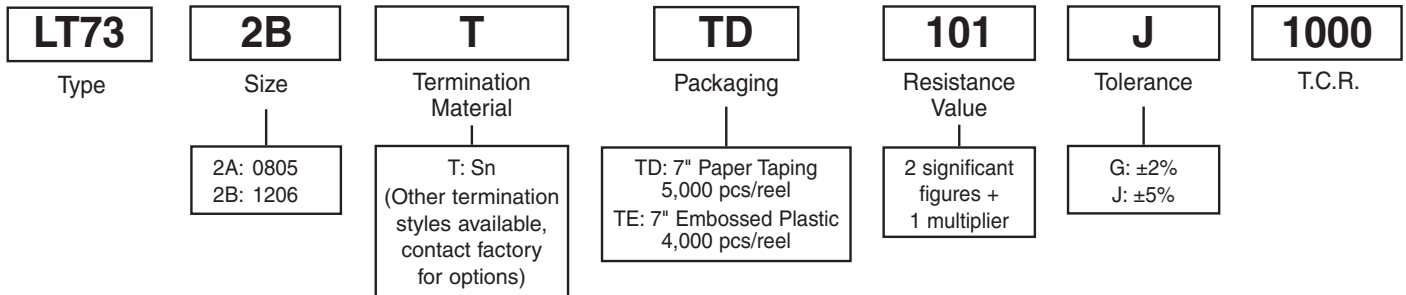 LT73
2B
T
TD
101
J
1000
Type
Size
Termination
Material
Packaging
Resistance
Value
Tolerance
T.C.R.
2A: 0805
2B: 1206
T: Sn
(Other termination
styles available,
contact factory
for options)
TD: 7" Paper Taping
5,000 pcs/reel
TE: 7" Embossed Plastic
4,000 pcs/reel
2 significant
figures +
1 multiplier
G: ±2%
J: ±5%